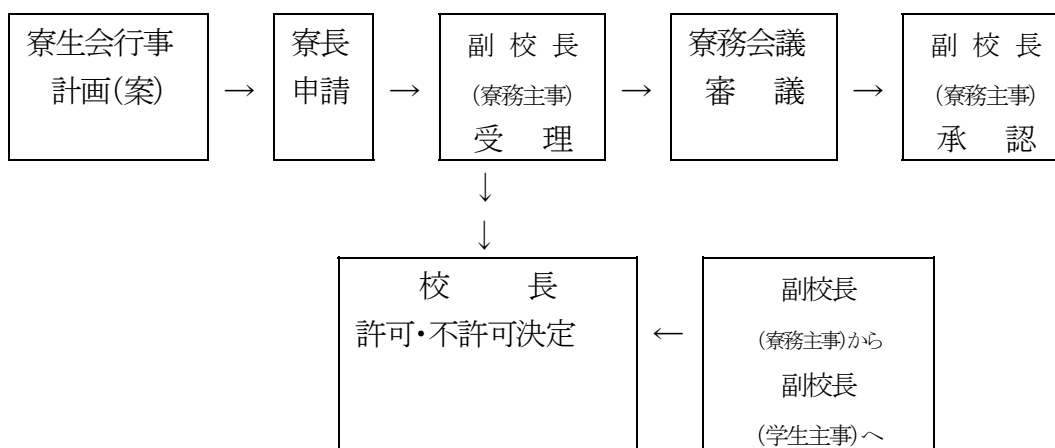 寮生会行事
計画(案)
→
寮長
申請
→
副 校 長
(寮務主事)
受 理
→
寮務会議
審 議
→
副 校 長
(寮務主事)
承 認
↓
↓
校 長
許可・不許可決定
←
副校長
(寮務主事)から
副校長
(学生主事)へ